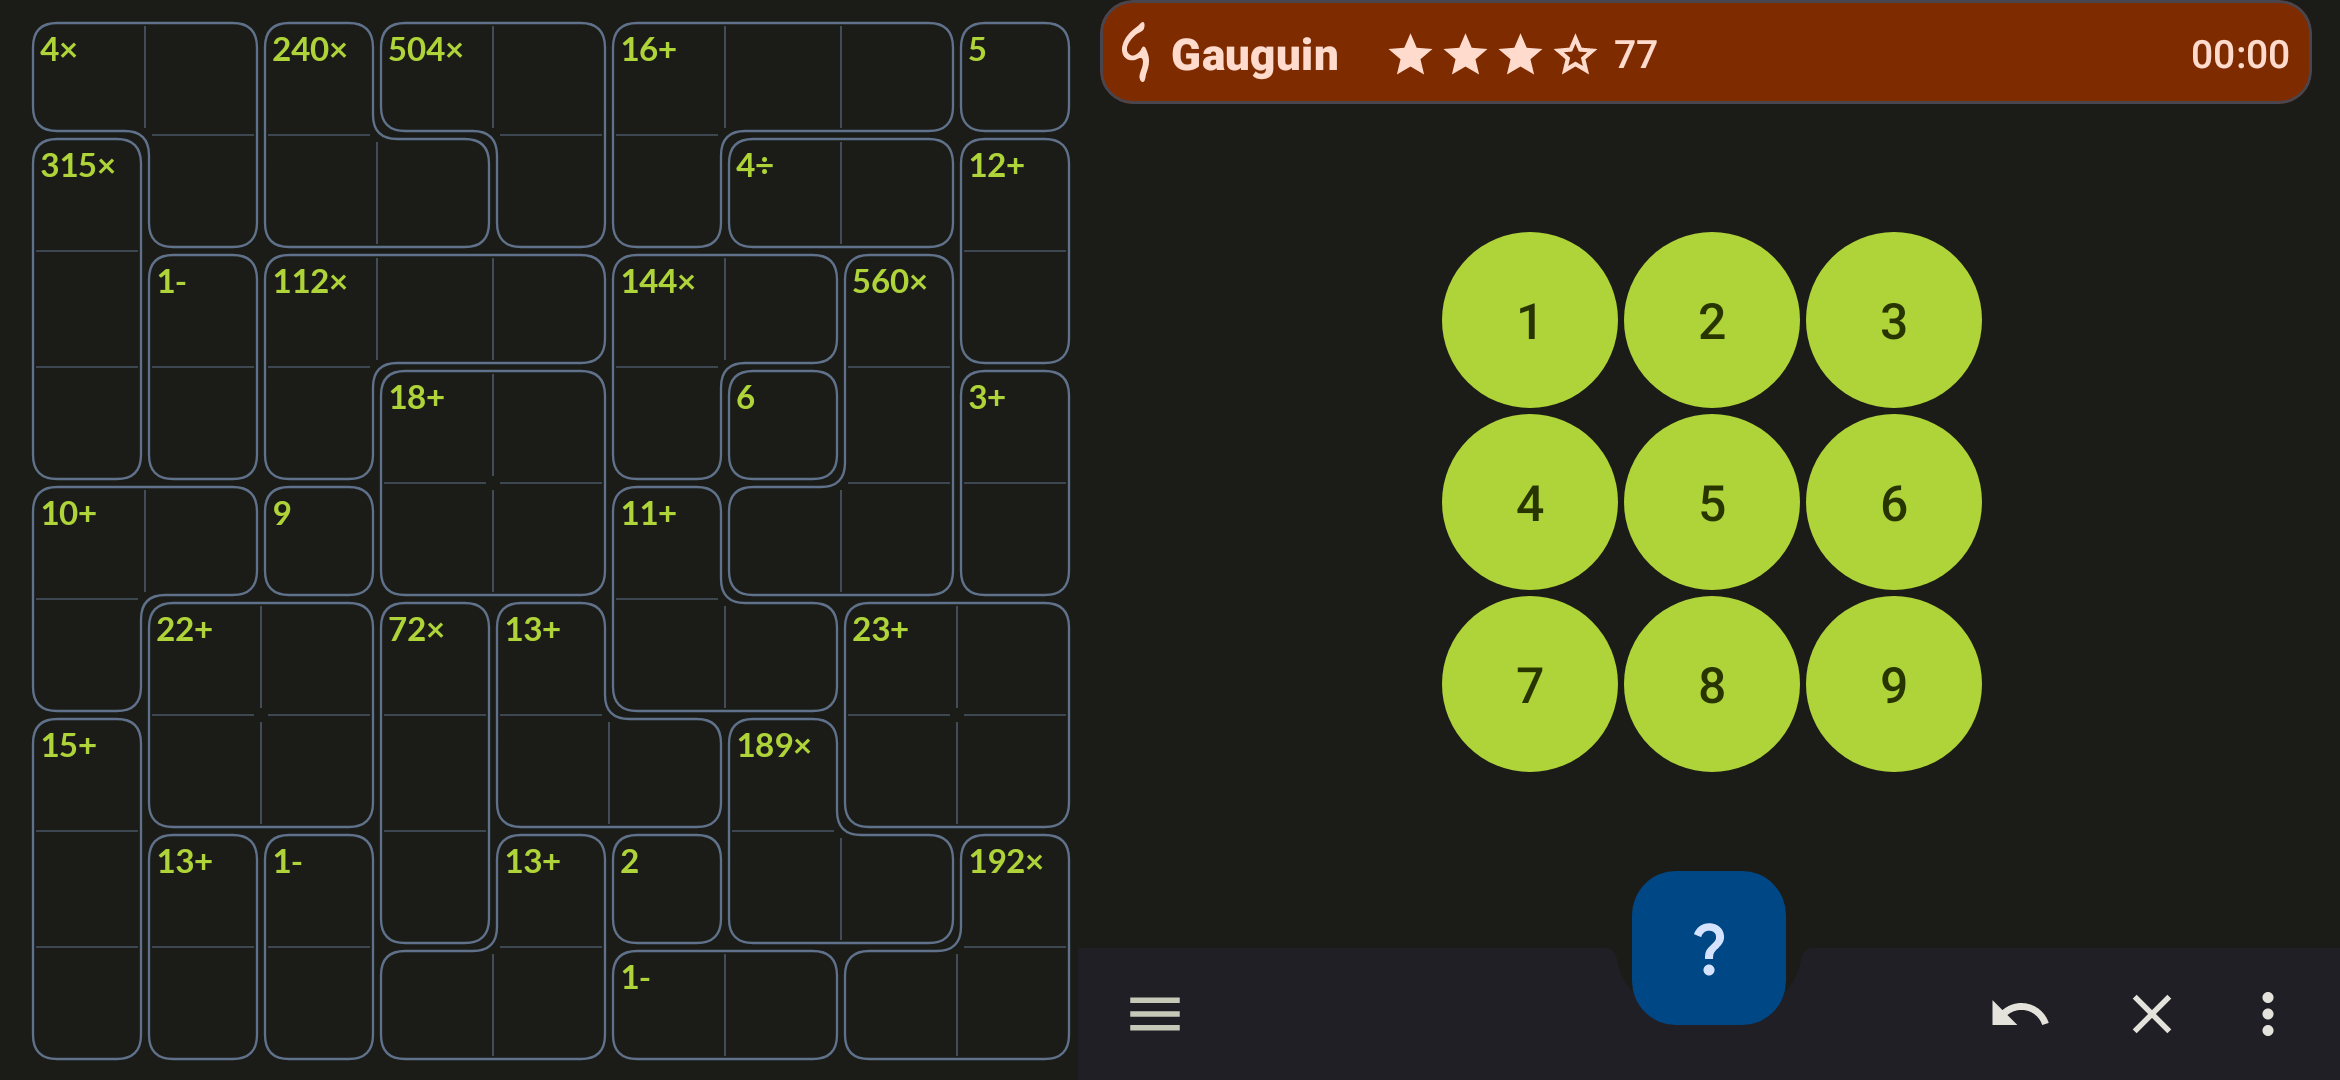 4× 240× 504× 16+ 5
315× 4÷ 12+
1- 112× 144× 560×
18+ 6 3+
10+ 9 11+
22+ 72× 13+ 23+
15+ 189×
13+ 1- 13+ 2 192×
1-
Gauguin 77 00:00
1 2 3
4 5 6
7 8 9
?